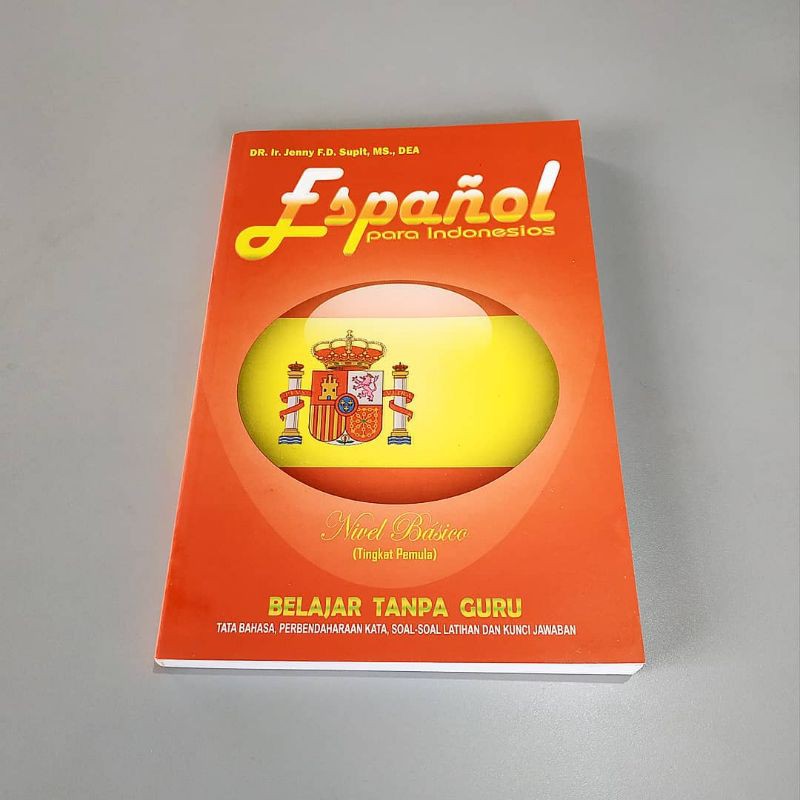 DR. Ir. Jenny F.D. Supit, MS., DEA
Español
para Indonesios
Nivel Básico
(Tingkat Pemula)
BELAJAR TANPA GURU
TATA BAHASA, PERBENDAHARAAN KATA, SOAL-SOAL LATIHAN DAN KUNCI JAWABAN